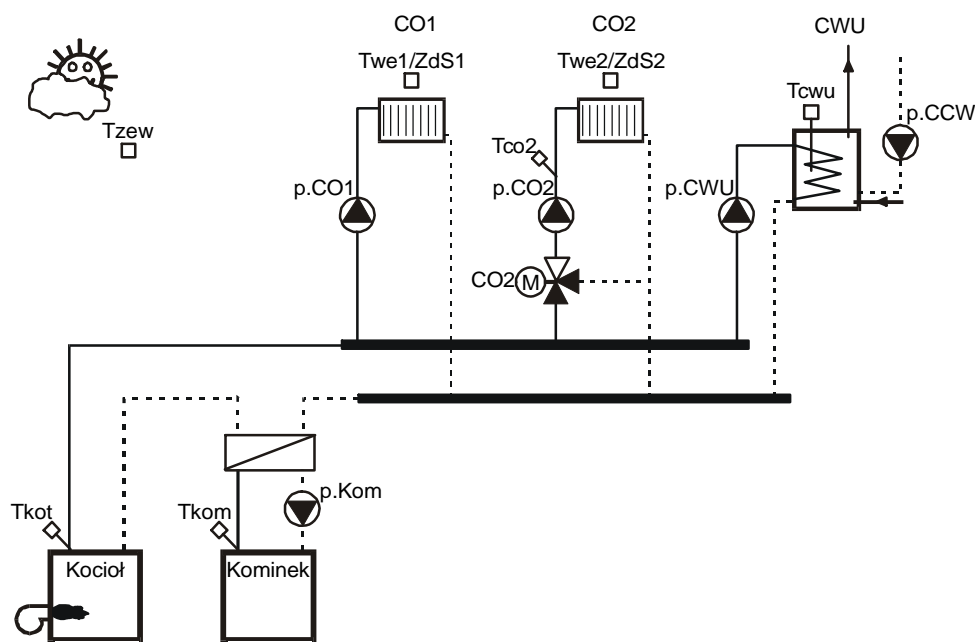 CO1
CO2
CWU
Twe1/ZdS1
Twe2/ZdS2
Tcwu
p.CCW
Tzew
Tco2
p.CO1
p.CO2
p.CWU
CO2
M
p.Kom
Tkot
Tkom
Kocioł
Kominek